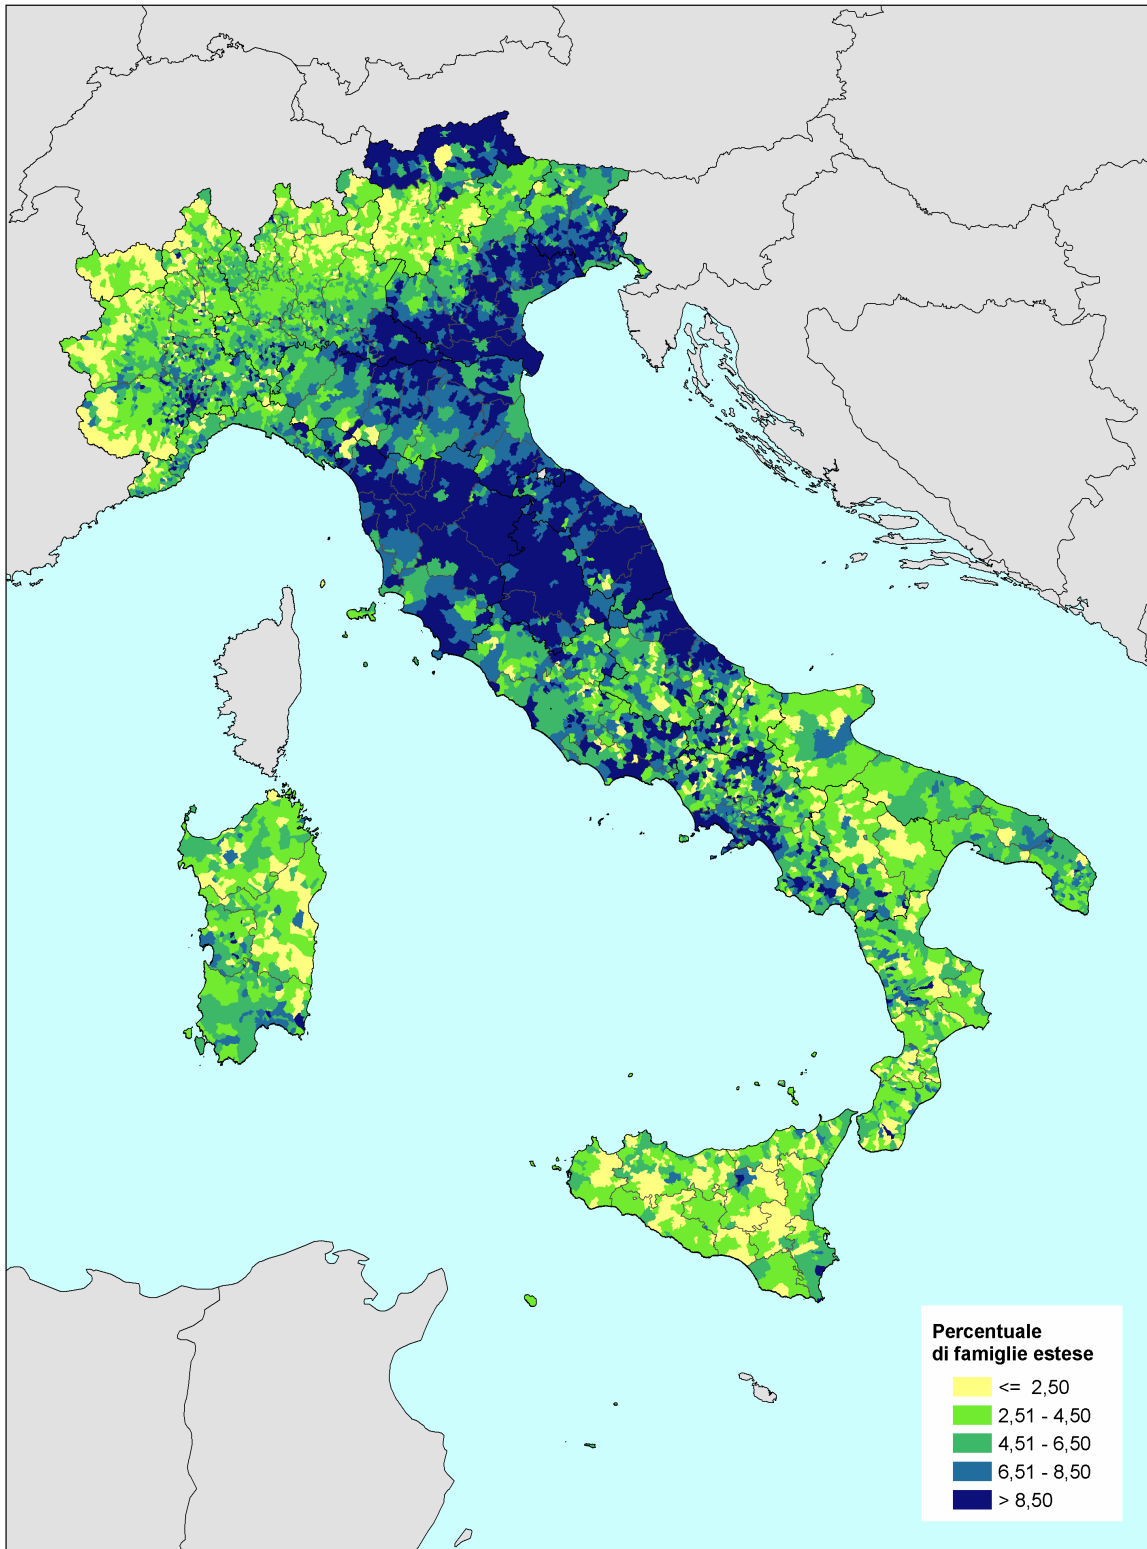 Percentuale
di famiglie estese
<= 2,50
2,51 - 4,50
4,51 - 6,50
6,51 - 8,50
> 8,50